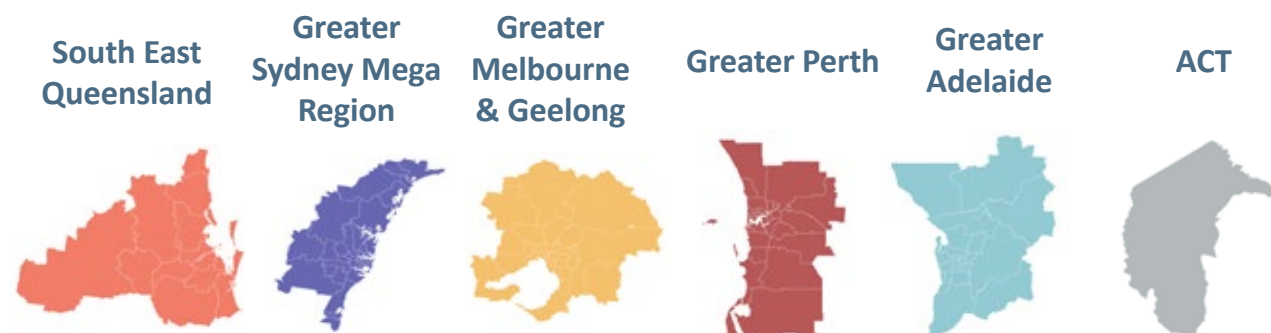 South East
Queensland
Greater
Sydney Mega
Region
Greater
Melbourne
& Geelong
Greater Perth
Greater
Adelaide
ACT